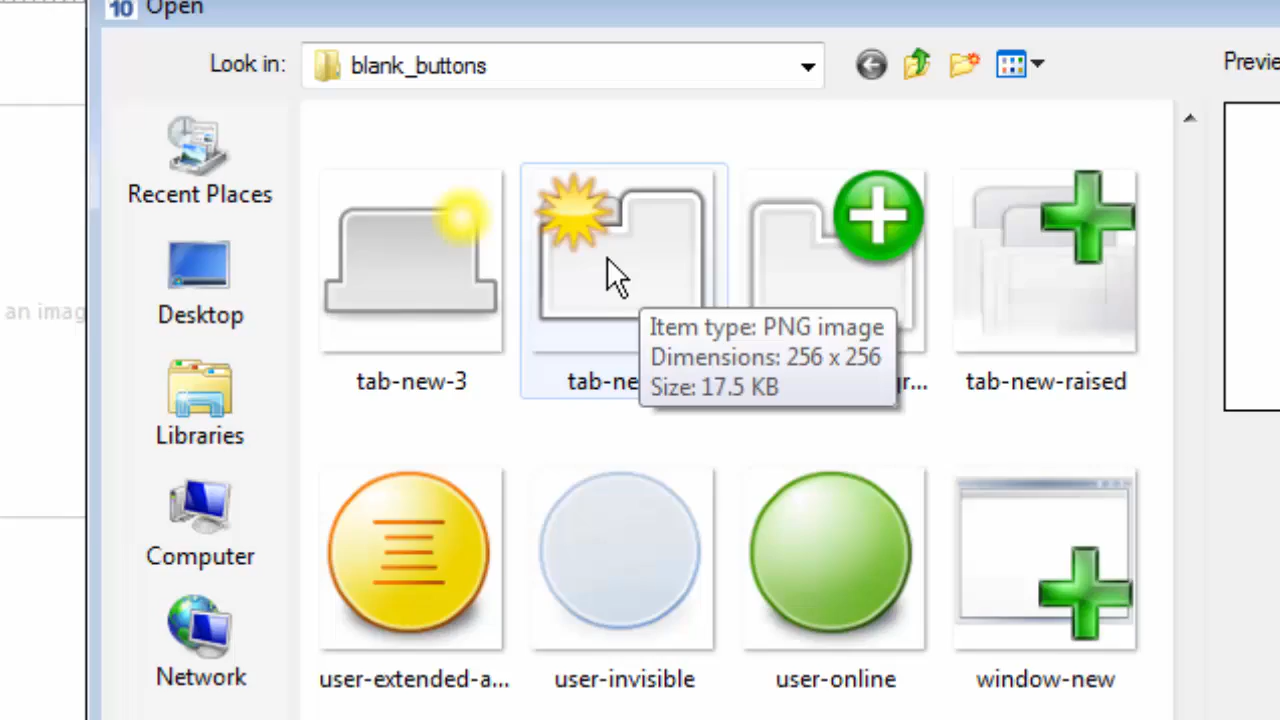 10 Open
Look in: blank_buttons
Recent Places
Desktop
Libraries
Computer
Network
an imag
tab-new-3
tab-ne
r...
tab-new-raised
Item type: PNG image
Dimensions: 256 x 256
Size: 17.5 KB
user-extended-a...
user-invisible
user-online
window-new
Previe